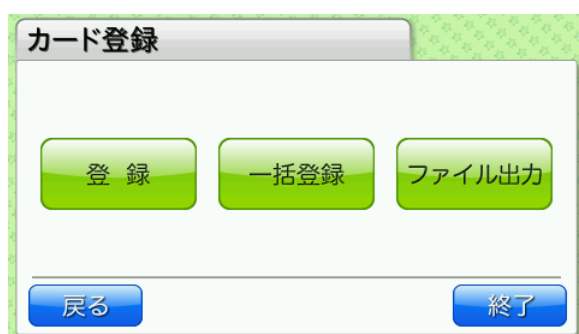 カード登録
登 録
一括登録
ファイル出力
戻る
終了